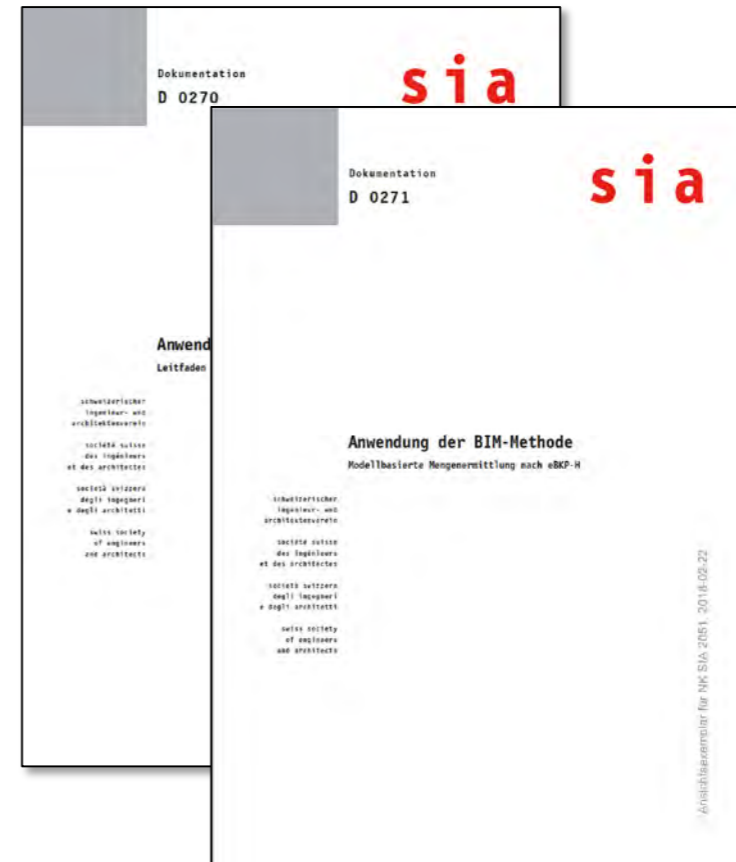 Dokumentation
D 0270
sia
Anwend
Leitfaden
schweizerischer
ingenieur- und
architektenverein
société suisse
des ingénieurs
et des architectes
società svizzera
degli ingegneri
e degli architetti
swiss society
of engineers
and architects
Dokumentation
D 0271
sia
Anwendung der BIM-Methode
Modellbasierte Mengenermittlung nach eBKP-H
schweizerischer
ingenieur- und
architektenverein
société suisse
des ingénieurs
et des architectes
società svizzera
degli ingegneri
e degli architetti
swiss society
of engineers
and architects
Ansichtsexemplar für NK SIA 2051, 2018-02-22